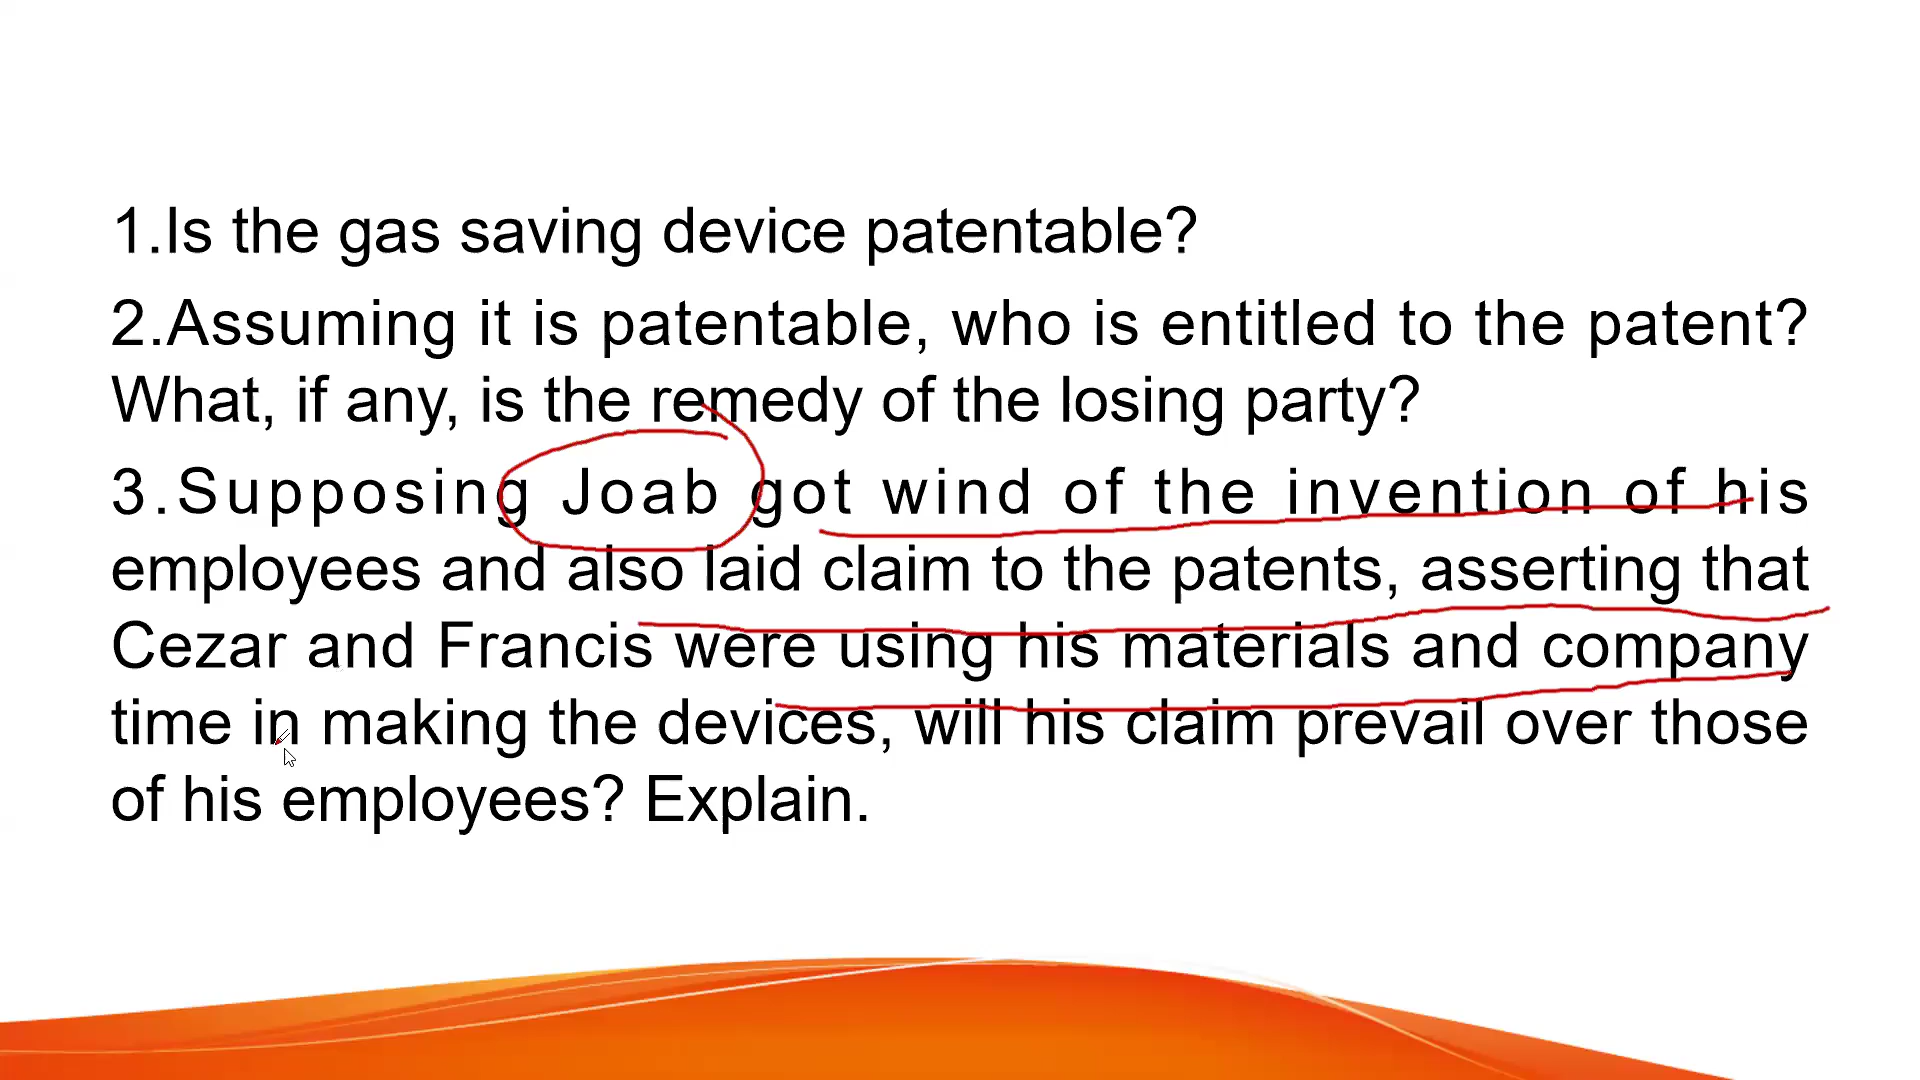 1.Is the gas saving device patentable?
2.Assuming it is patentable, who is entitled to the patent?
What, if any, is the remedy of the losing party?
3.Supposing Joab got wind of the invention of his
employees and also laid claim to the patents, asserting that
Cezar and Francis were using his materials and company
time in making the devices, will his claim prevail over those
of his employees? Explain.